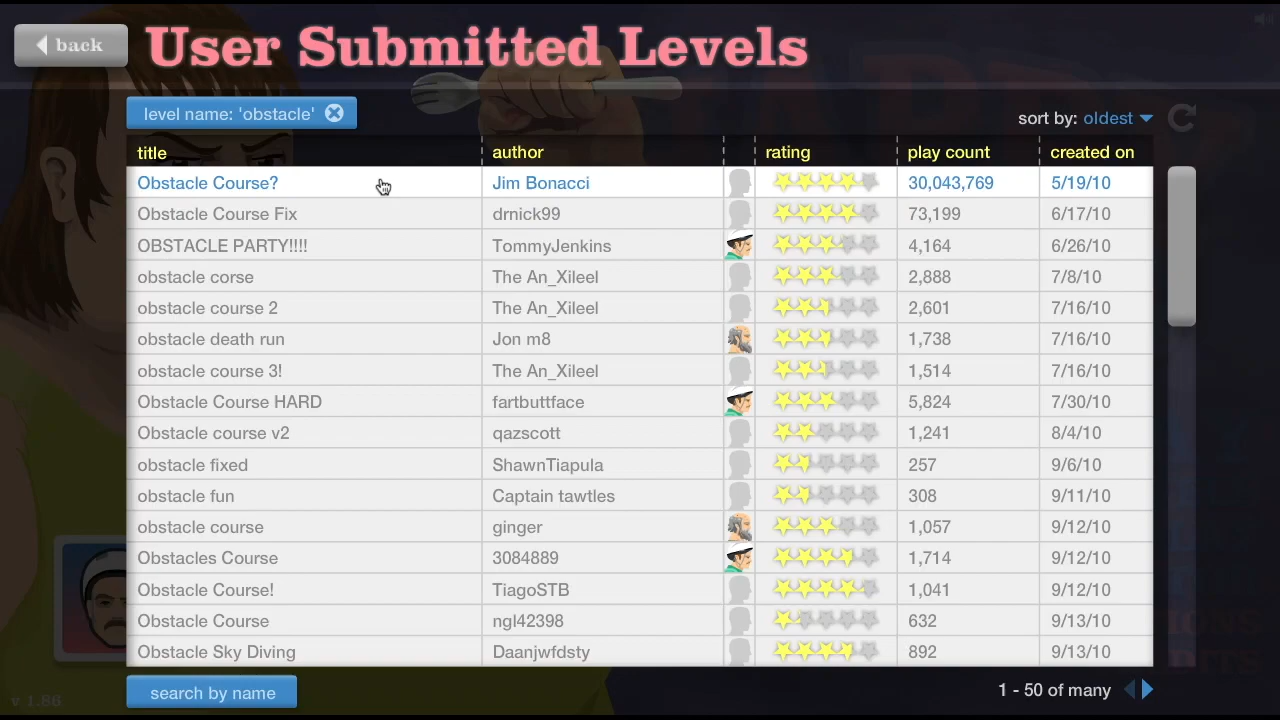 back
User Submitted Levels
level name: 'obstacle'
sort by: oldest
title author rating play count created on
Obstacle Course? Jim Bonacci 30,043,769 5/19/10
Obstacle Course Fix drnick99 73,199 6/17/10
OBSTACLE PARTY!!!! TommyJenkins 4,164 6/26/10
obstacle corse The An_Xileel 2,888 7/8/10
obstacle course 2 The An_Xileel 2,601 7/16/10
obstacle death run Jon m8 1,738 7/16/10
obstacle course 3! The An_Xileel 1,514 7/16/10
Obstacle Course HARD fartbuttface 5,824 7/30/10
Obstacle course v2 qazscott 1,241 8/4/10
obstacle fixed ShawnTiapula 257 9/6/10
obstacle fun Captain tawtles 308 9/11/10
obstacle course ginger 1,057 9/12/10
Obstacles Course 3084889 1,714 9/12/10
Obstacle Course! TiagoSTB 1,041 9/12/10
Obstacle Course ngl42398 632 9/13/10
Obstacle Sky Diving Daanjwfdsty 892 9/13/10
search by name
1 - 50 of many
v 1.86